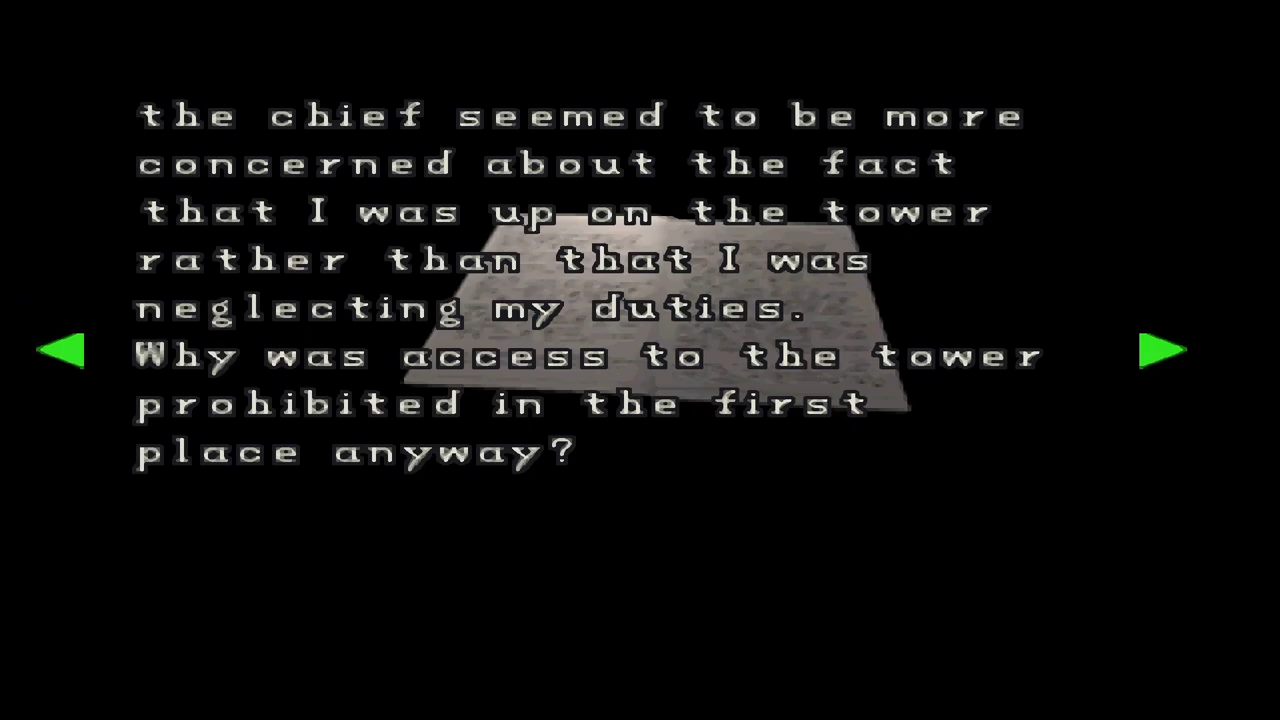 the chief seemed to be more
concerned about the fact
that I was up on the tower
rather than that I was
neglecting my duties.
Why was access to the tower
prohibited in the first
place anyway?